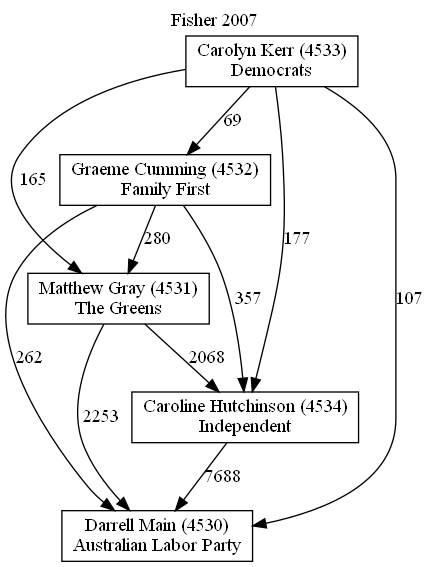 Fisher 2007
Carolyn Kerr (4533)
Democrats
69
Graeme Cumming (4532)
Family First
165
280
177
Matthew Gray (4531)
The Greens
357
107
262
2068
2253
Caroline Hutchinson (4534)
Independent
7688
Darrell Main (4530)
Australian Labor Party